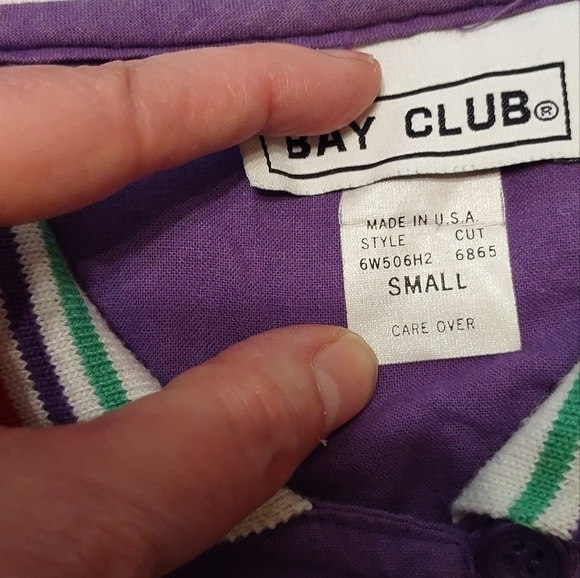 BAY CLUB®
MADE IN U.S.A.
STYLE CUT
6W506H2 6865
SMALL
CARE OVER